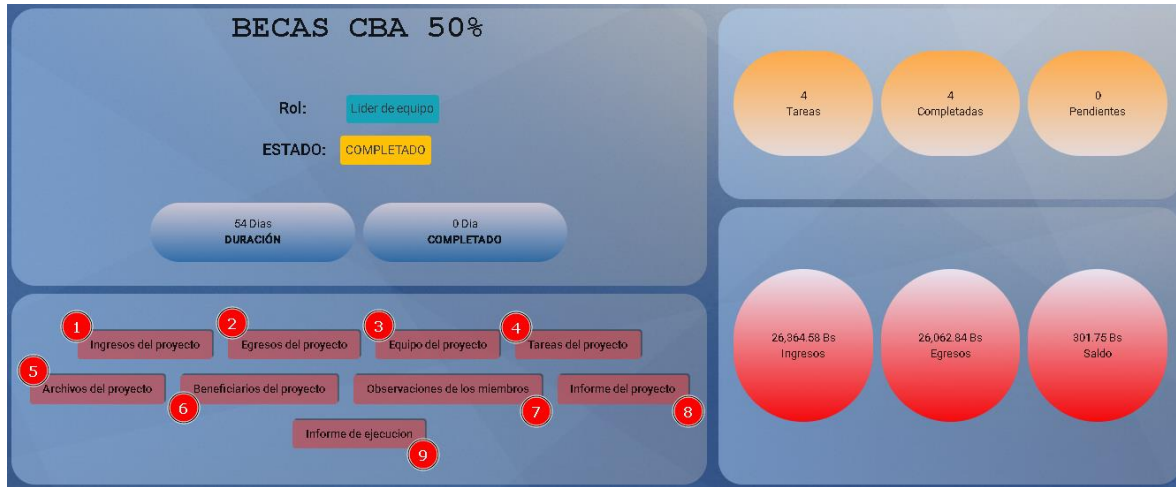 BECAS CBA 50%
Rol: Lider de equipo
ESTADO: COMPLETADO
54 Dias
DURACIÓN
0 Dia
COMPLETADO
4
Tareas
4
Completadas
0
Pendientes
1 Ingresos del proyecto
2 Egresos del proyecto
3 Equipo del proyecto
4 Tareas del proyecto
5 Archivos del proyecto
6 Beneficiarios del proyecto
7 Observaciones de los miembros
8 Informe del proyecto
9 Informe de ejecucion
26,364.58 Bs
Ingresos
26,062.84 Bs
Egresos
301.75 Bs
Saldo